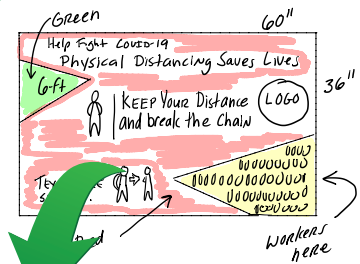 Green
60"
Help Fight COVID-19
Physical Distancing Saves Lives
6-ft
36"
KEEP YOUR DISTANCE
and break the Chain
LOGO
workers
here